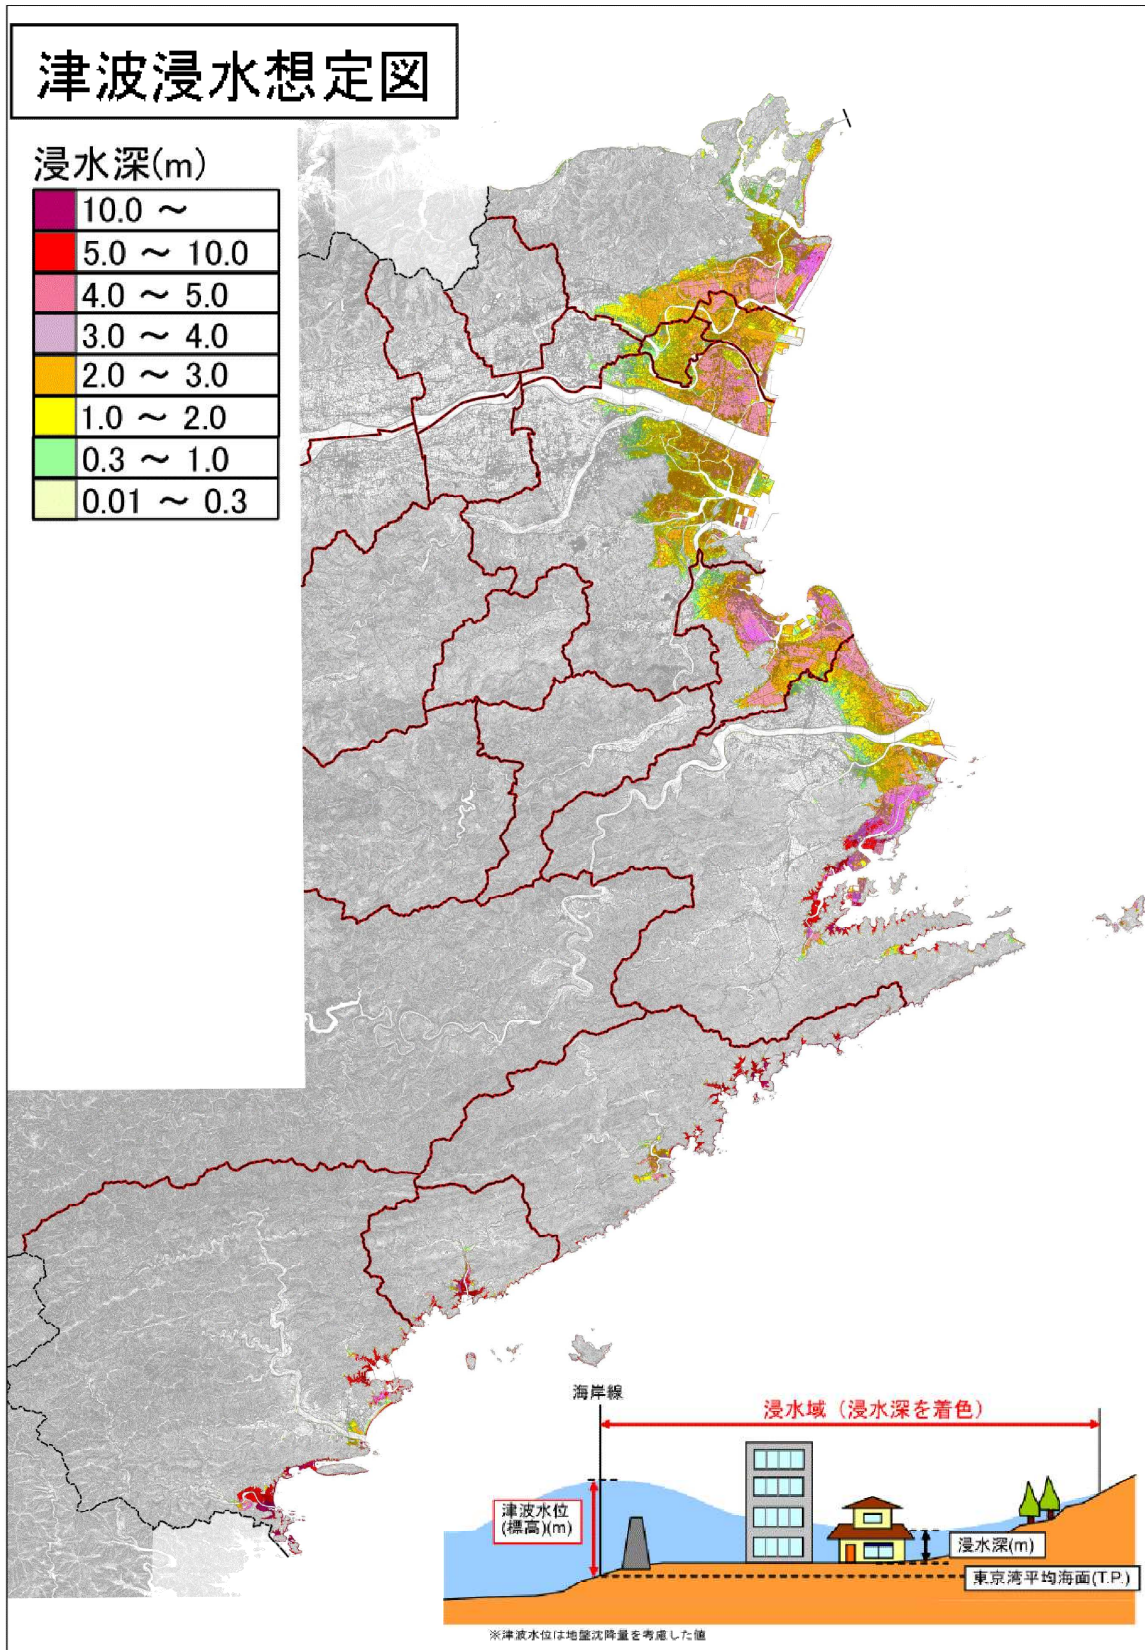 津波浸水想定図
浸水深(m)
10.0 ～
5.0 ～ 10.0
4.0 ～ 5.0
3.0 ～ 4.0
2.0 ～ 3.0
1.0 ～ 2.0
0.3 ～ 1.0
0.01 ～ 0.3
海岸線
浸水域（浸水深を着色）
津波水位
(標高)(m)
浸水深(m)
東京湾平均海面(T.P.)
※津波水位は地盤沈降量を考慮した値